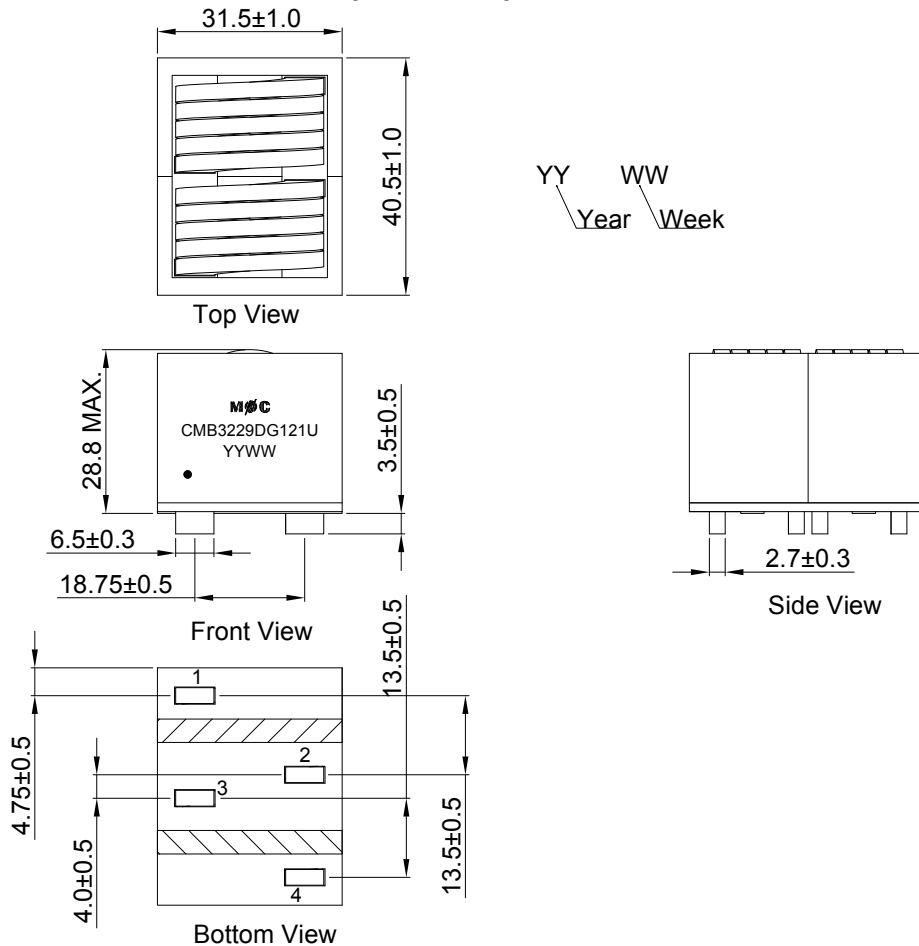 31.5±1.0
40.5±1.0
Top View
YY WW
Year Week
28.8 MAX.
MØC
CMB3229DG121U
YYWW
3.5±0.5
6.5±0.3
18.75±0.5
Front View
2.7±0.3
Side View
13.5±0.5
1
2
3
4
4.75±0.5
4.0±0.5
13.5±0.5
Bottom View